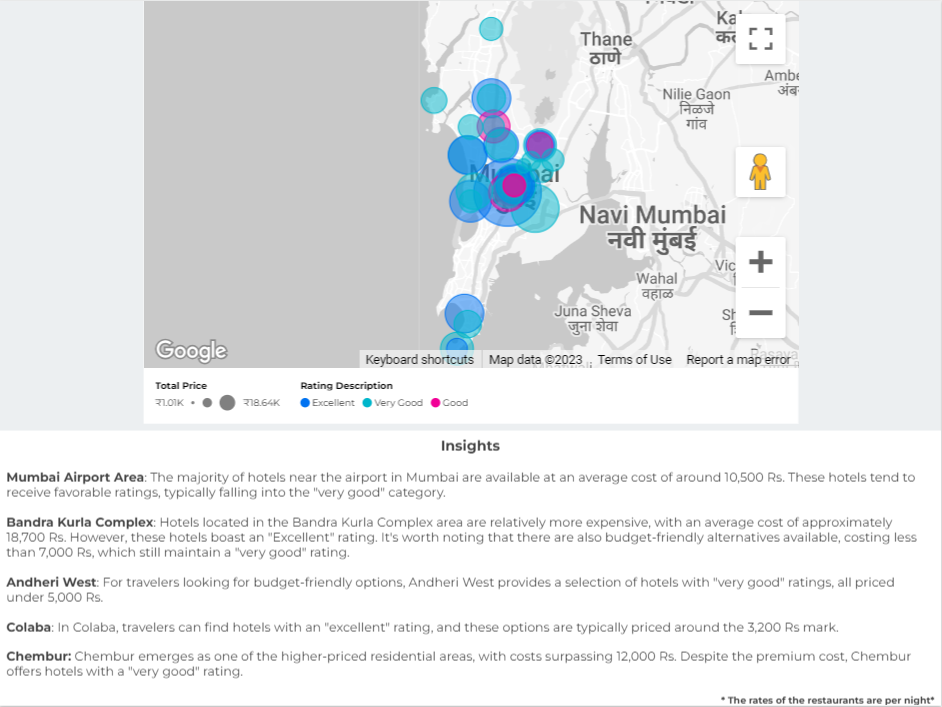 Thane
ठाणे
Ambe
अंब
Nilje Gaon
निळजे
गांव
Mumbai
Navi Mumbai
नवी मुंबई
Vic
Wahal
वहाळ
Juna Sheva
जुना शेवा
Sh
Google
Keyboard shortcuts
Map data ©2023
Terms of Use
Report a map error
Total Price
₹1.01K
₹18.64K
Rating Description
Excellent
Very Good
Good
Insights
Mumbai Airport Area: The majority of hotels near the airport in Mumbai are available at an average cost of around 10,500 Rs. These hotels tend to
receive favorable ratings, typically falling into the "very good" category.
Bandra Kurla Complex: Hotels located in the Bandra Kurla Complex area are relatively more expensive, with an average cost of approximately
18,700 Rs. However, these hotels boast an "Excellent" rating. It's worth noting that there are also budget-friendly alternatives available, costing less
than 7,000 Rs, which still maintain a "very good" rating.
Andheri West: For travelers looking for budget-friendly options, Andheri West provides a selection of hotels with "very good" ratings, all priced
under 5,000 Rs.
Colaba: In Colaba, travelers can find hotels with an "excellent" rating, and these options are typically priced around the 3,200 Rs mark.
Chembur: Chembur emerges as one of the higher-priced residential areas, with costs surpassing 12,000 Rs. Despite the premium cost, Chembur
offers hotels with a "very good" rating.
* The rates of the restaurants are per night*